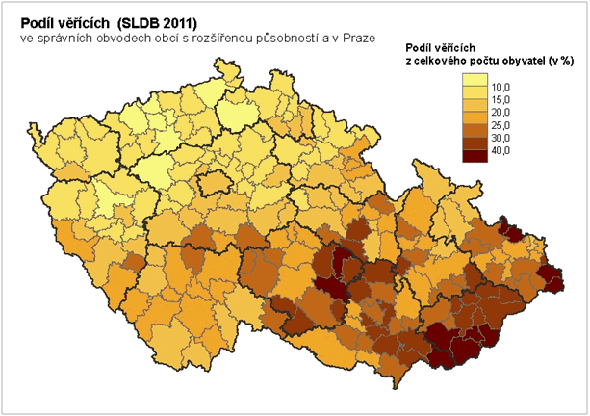 Podíl věřících (SLDB 2011)
ve správních obvodech obcí s rozšířenou působností a v Praze
Podíl věřících
z celkového počtu obyvatel (v %)
10,0
15,0
20,0
25,0
30,0
40,0